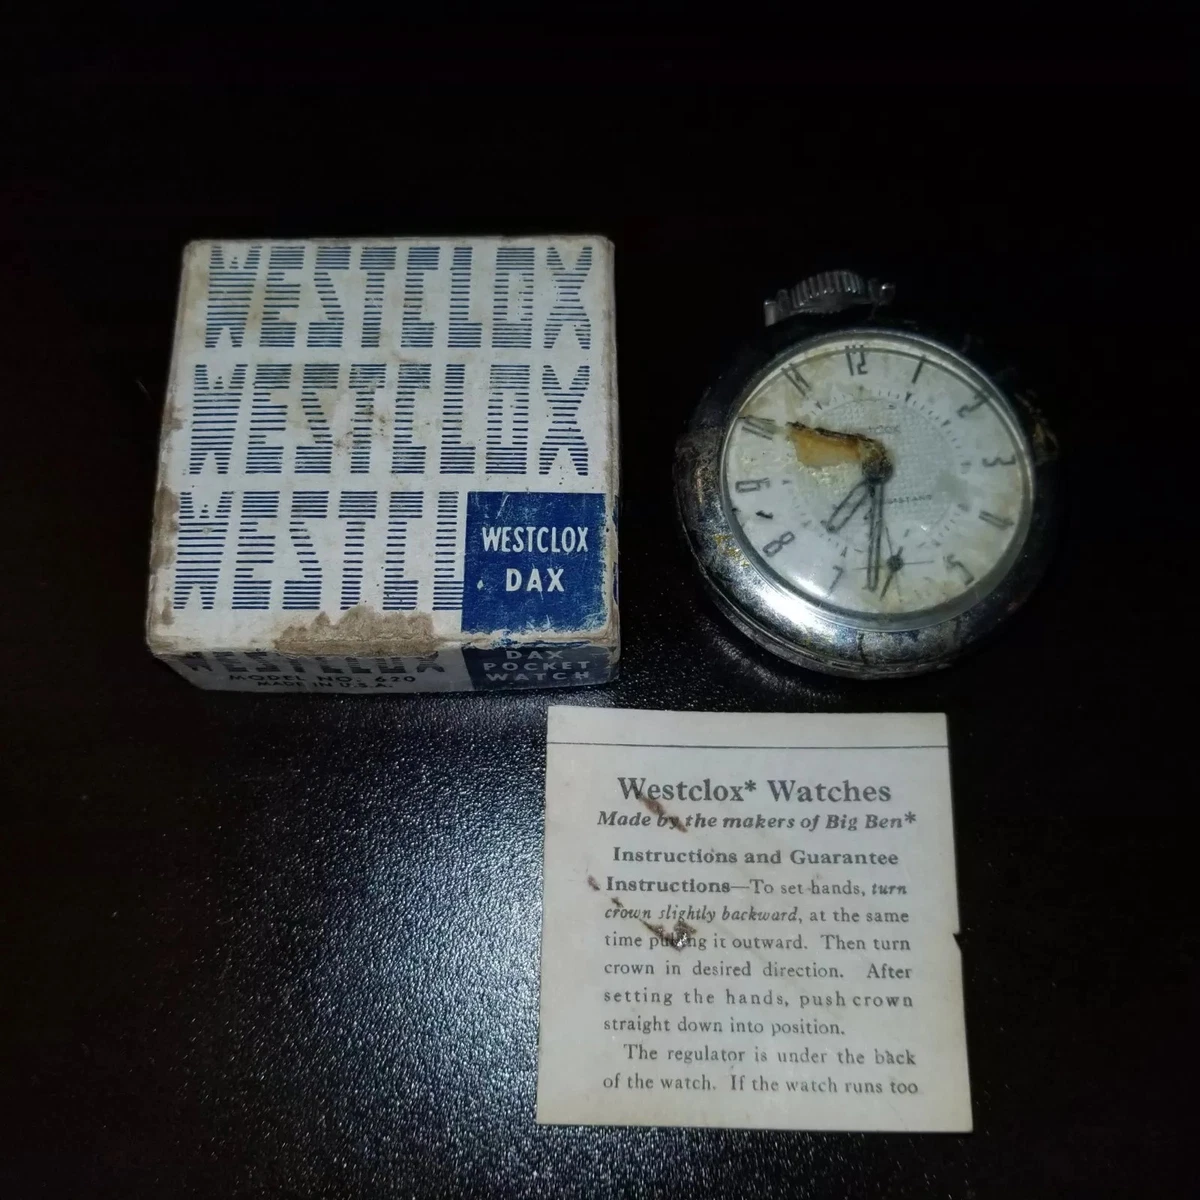 WESTCLOX
WESTCLOX
WESTCL
WESTCLOX
DAX
WESTCLOX
MODEL NO. 620
MADE IN U.S.A.
DAX
POCKET
WATCH
12
1
2
3
4
5
7
8
9
11
Westclox* Watches
Made by the makers of Big Ben*
Instructions and Guarantee
Instructions—To set hands, turn
crown slightly backward, at the same
time pulling it outward. Then turn
crown in desired direction. After
setting the hands, push crown
straight down into position.
The regulator is under the back
of the watch. If the watch runs too